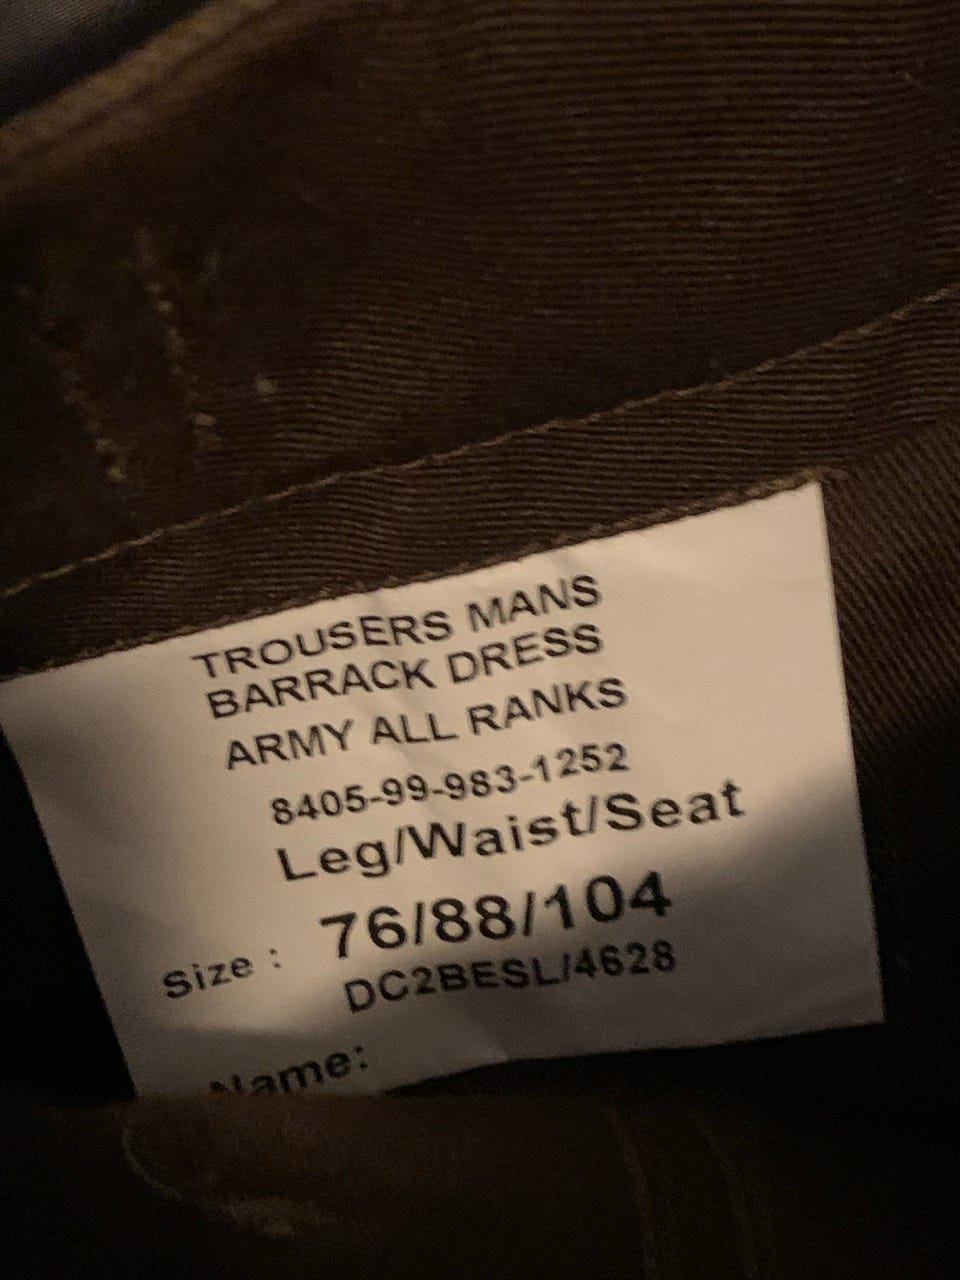 TROUSERS MANS
BARRACK DRESS
ARMY ALL RANKS
8405-99-983-1252
Leg/Waist/Seat
Size : 76/88/104
DC2BESL/4628
Name: